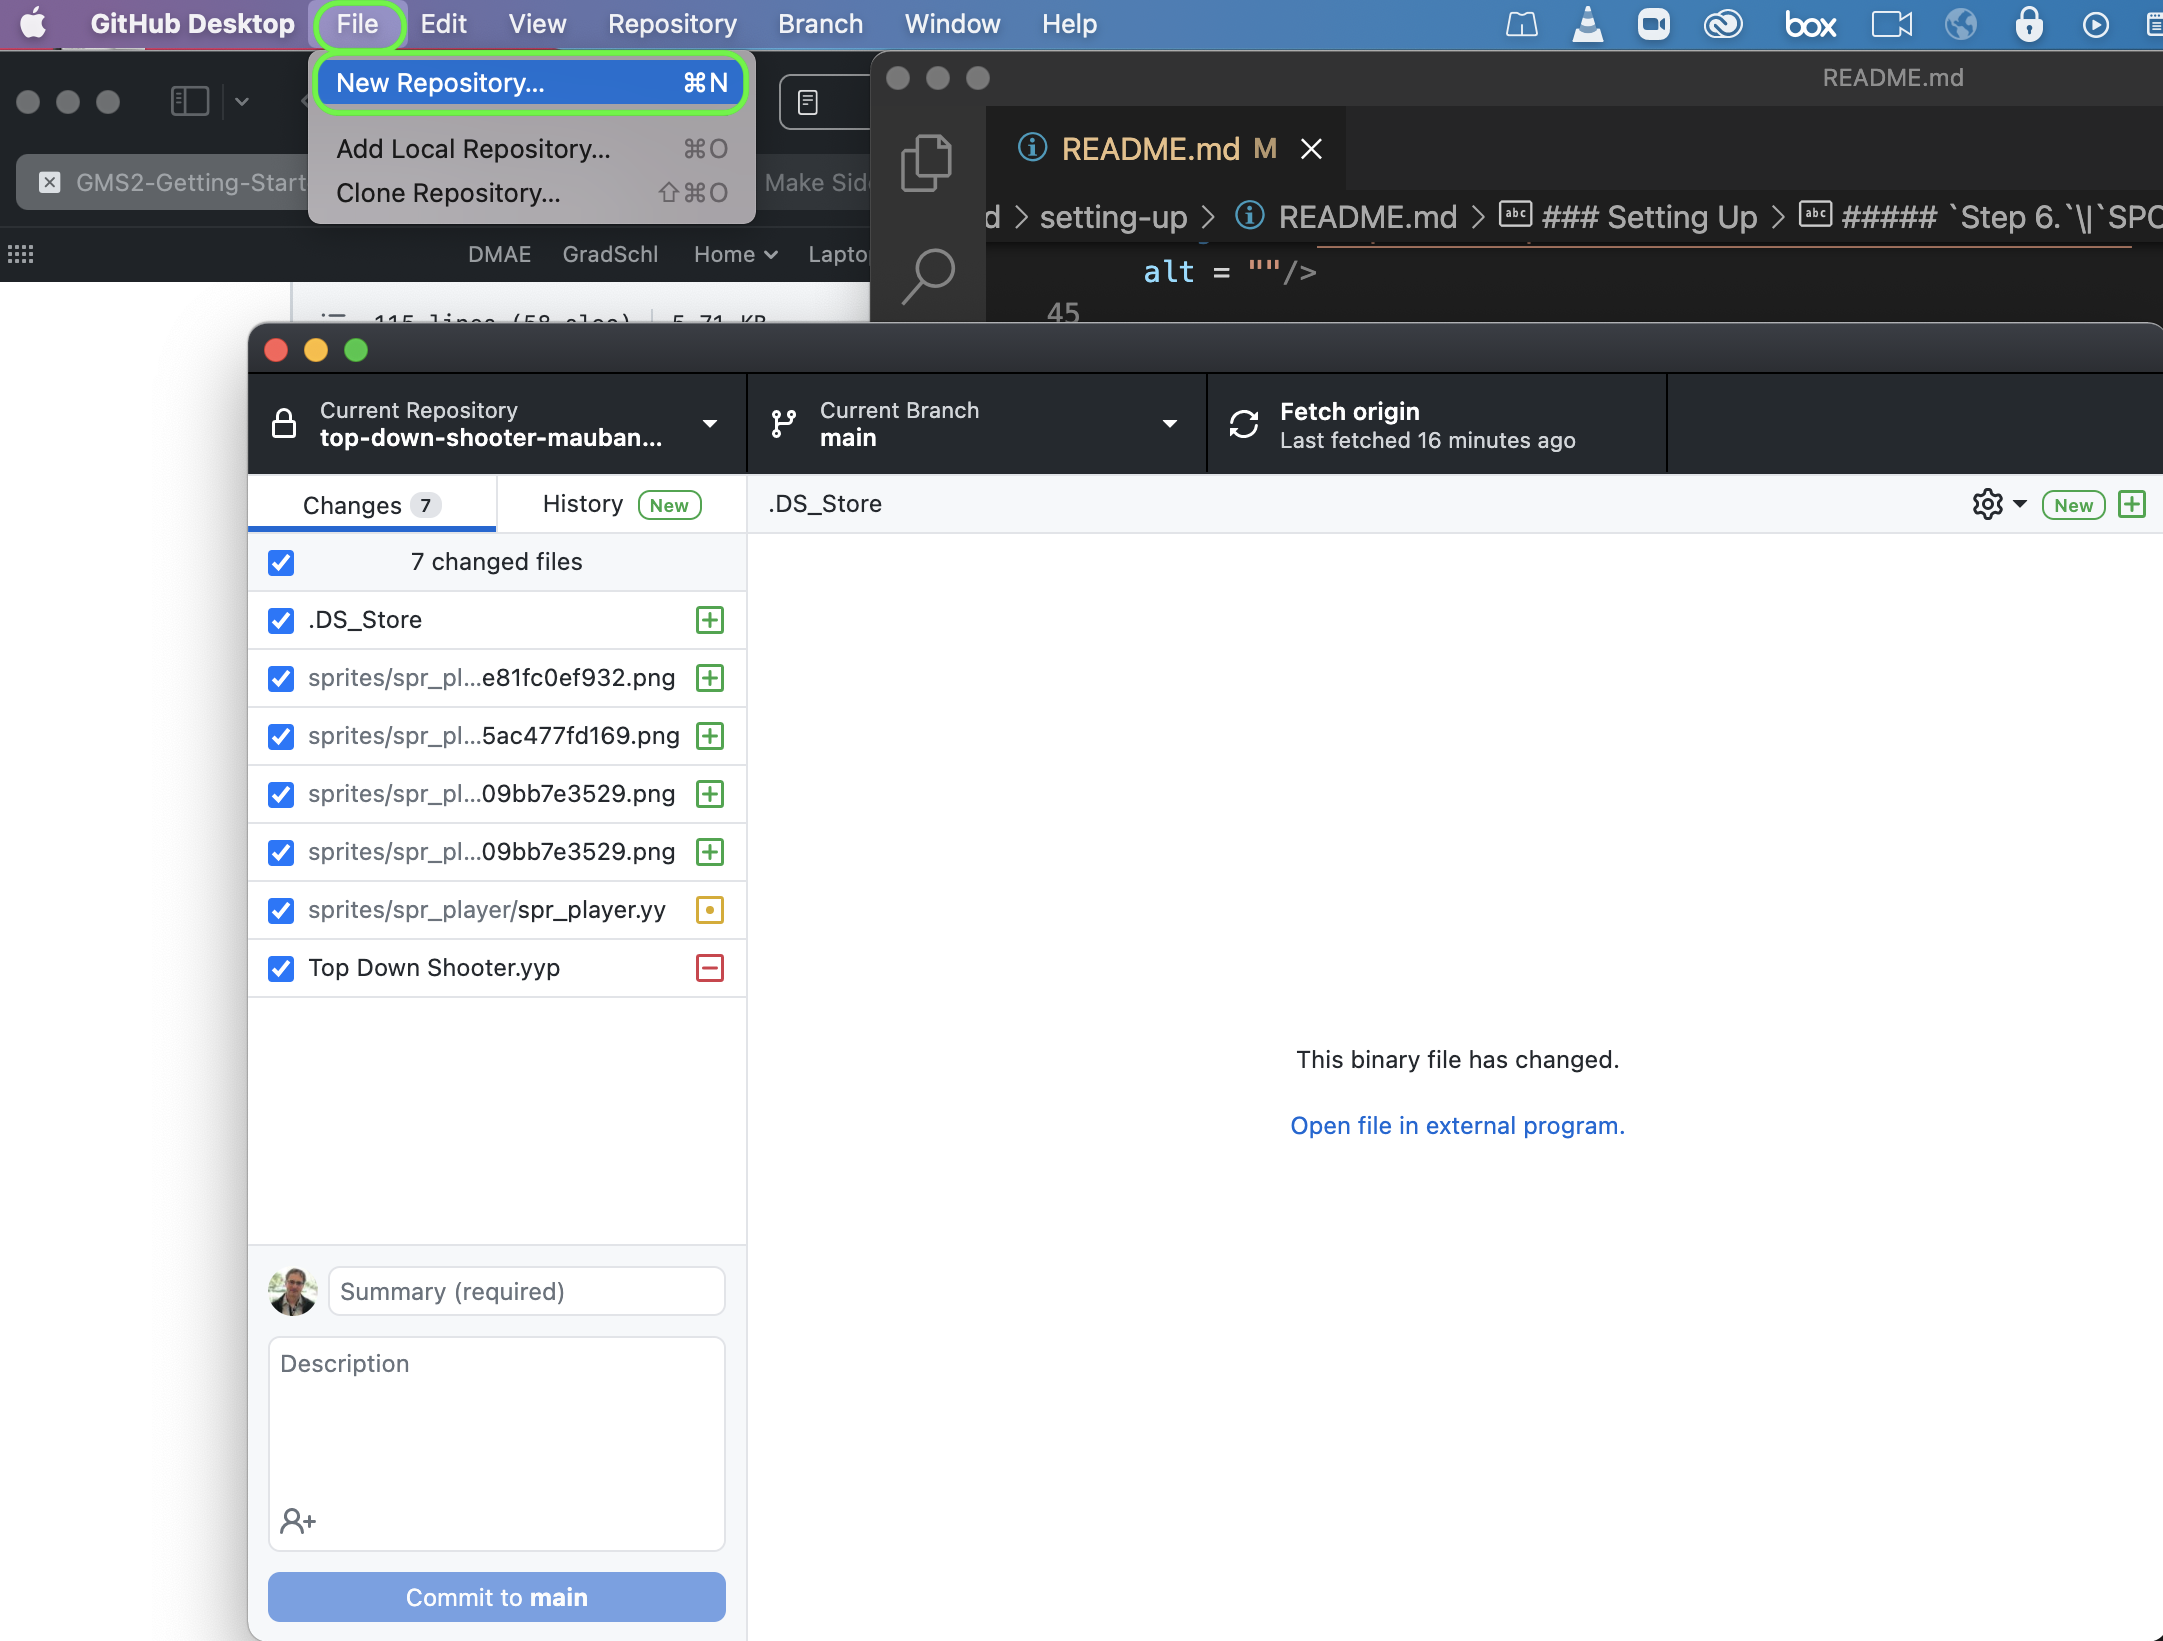 GitHub Desktop File Edit View Repository Branch Window Help box
New Repository... ⌘N
Add Local Repository... ⌘O
Clone Repository... ⇧⌘O
README.md
README.md M
GMS2-Getting-Start
Make Sid
setting-up > README.md > ### Setting Up > ##### `Step 6.`\|`SPC
DMAE GradSchl Home Lapto
alt = ""/>
45
115 lines (58 sloc) 5.71 KB
Current Repository
top-down-shooter-mauban...
Current Branch
main
Fetch origin
Last fetched 16 minutes ago
Changes 7
History New
.DS_Store
New
7 changed files
.DS_Store
sprites/spr_pl...e81fc0ef932.png
sprites/spr_pl...5ac477fd169.png
sprites/spr_pl...09bb7e3529.png
sprites/spr_pl...09bb7e3529.png
sprites/spr_player/spr_player.yy
Top Down Shooter.yyp
This binary file has changed.
Open file in external program.
Summary (required)
Description
Commit to main